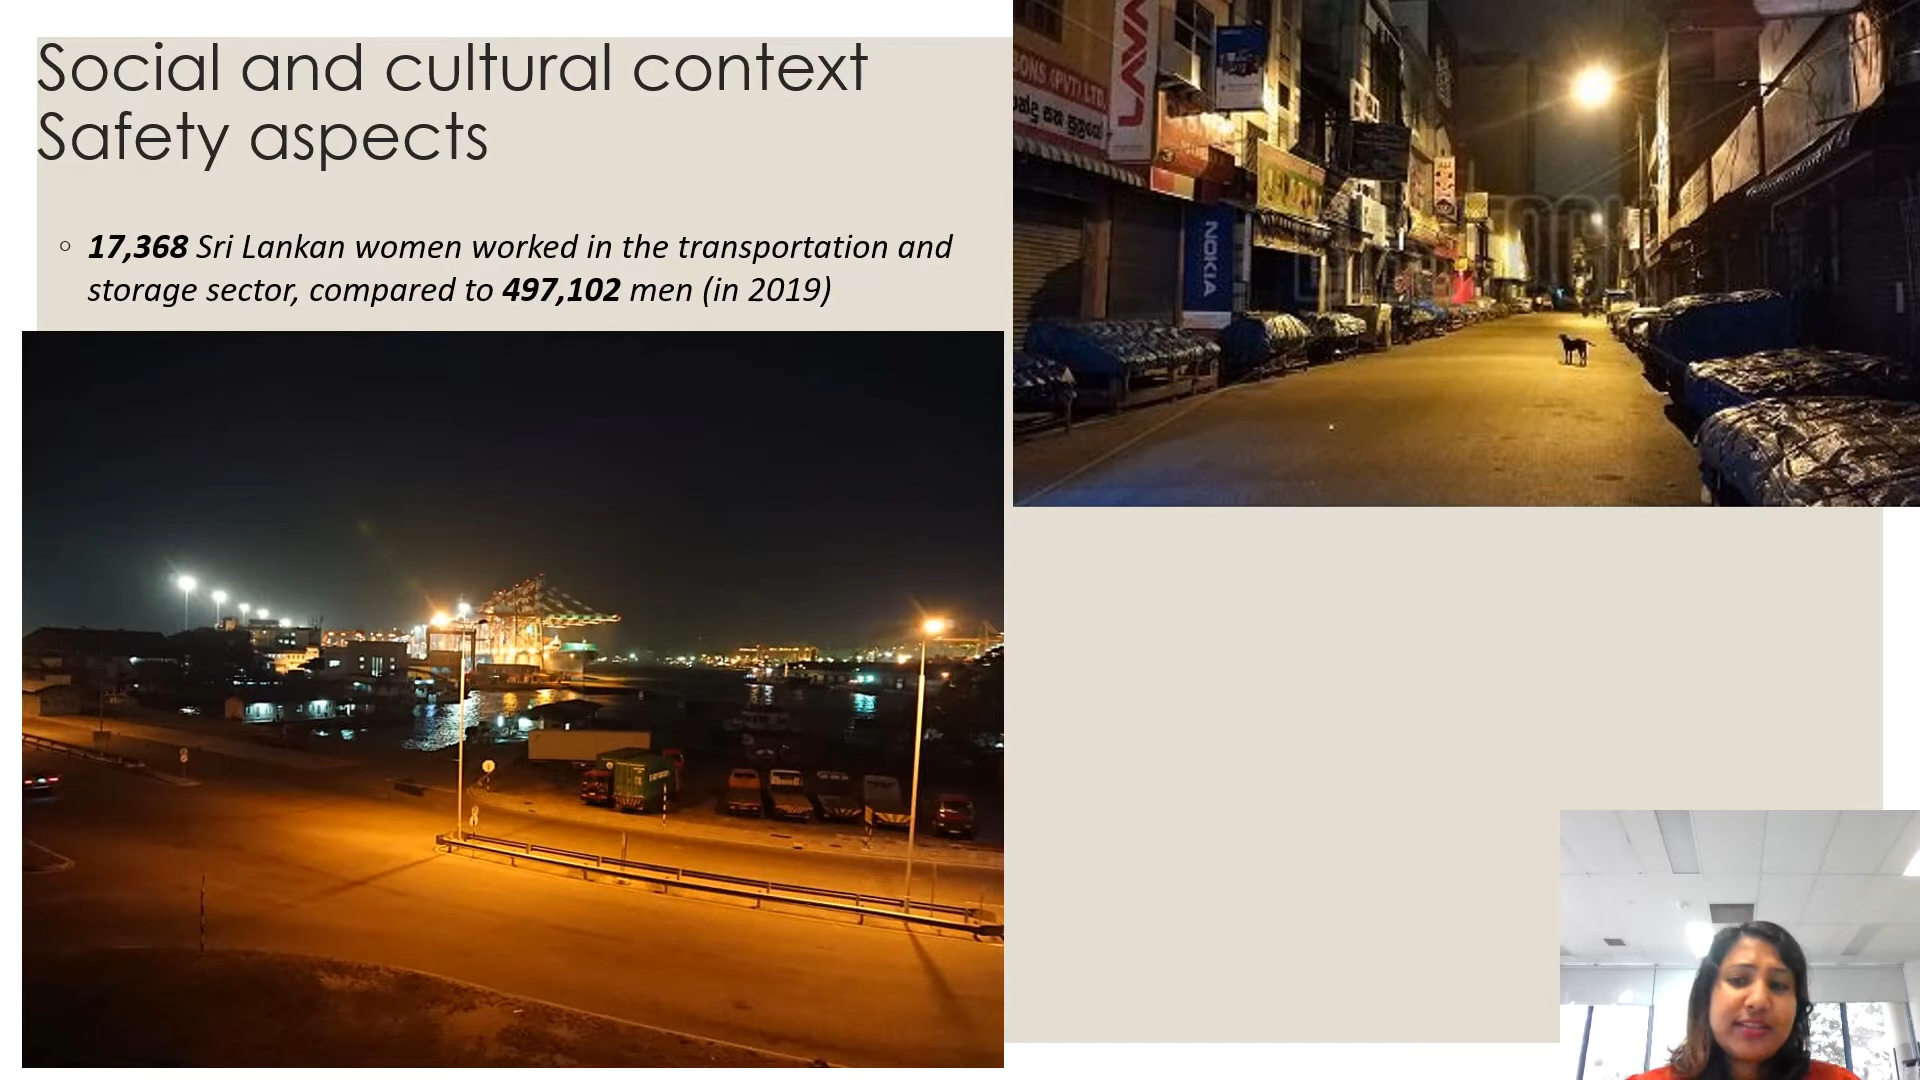 Social and cultural context
Safety aspects
◦ 17,368 Sri Lankan women worked in the transportation and
storage sector, compared to 497,102 men (in 2019)
LAVA
ONS (PVT) LTD.
NOKIA